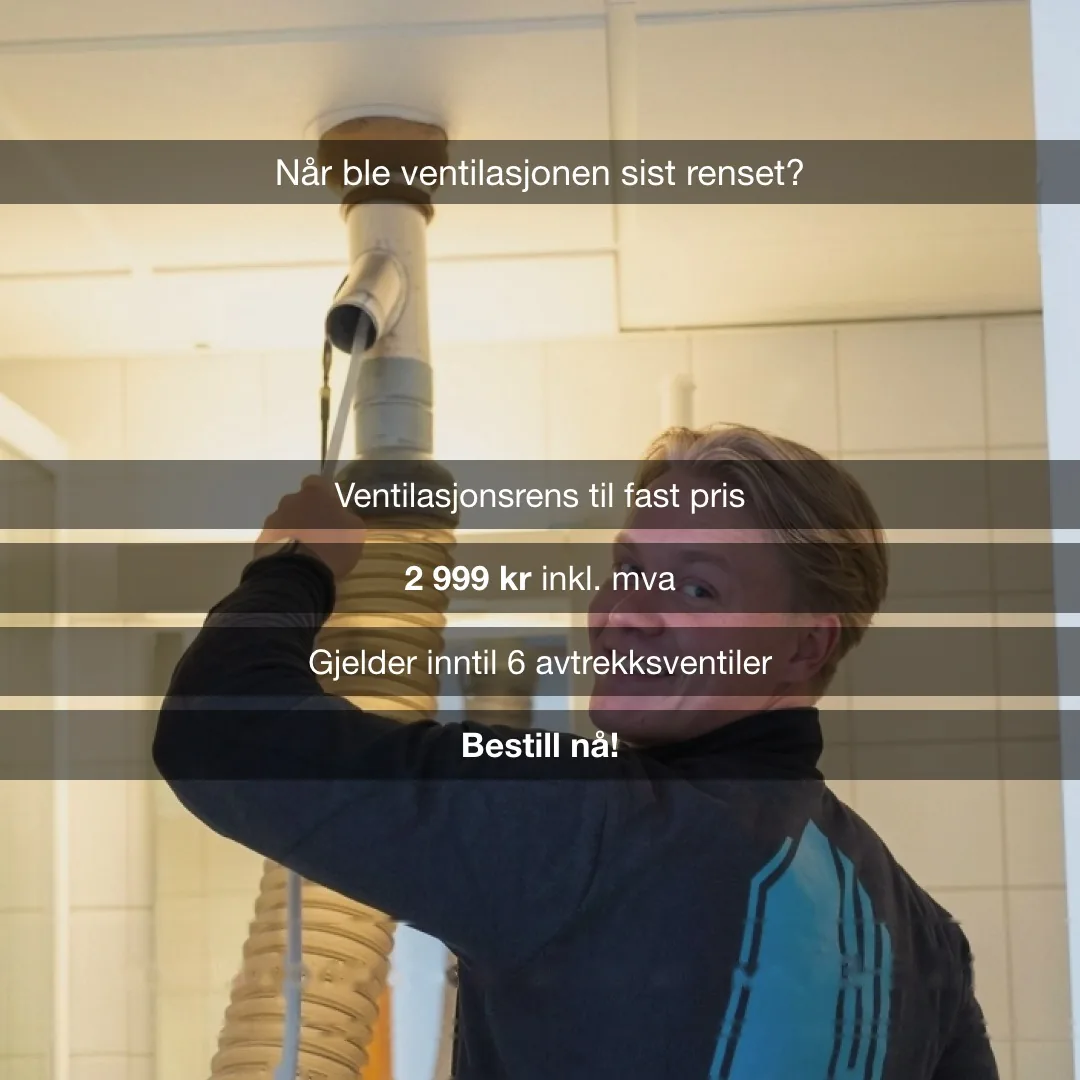 Når ble ventilasjonen sist renset?
Ventilasjonsrens til fast pris
2 999 kr inkl. mva
Gjelder inntil 6 avtrekksventiler
Bestill nå!